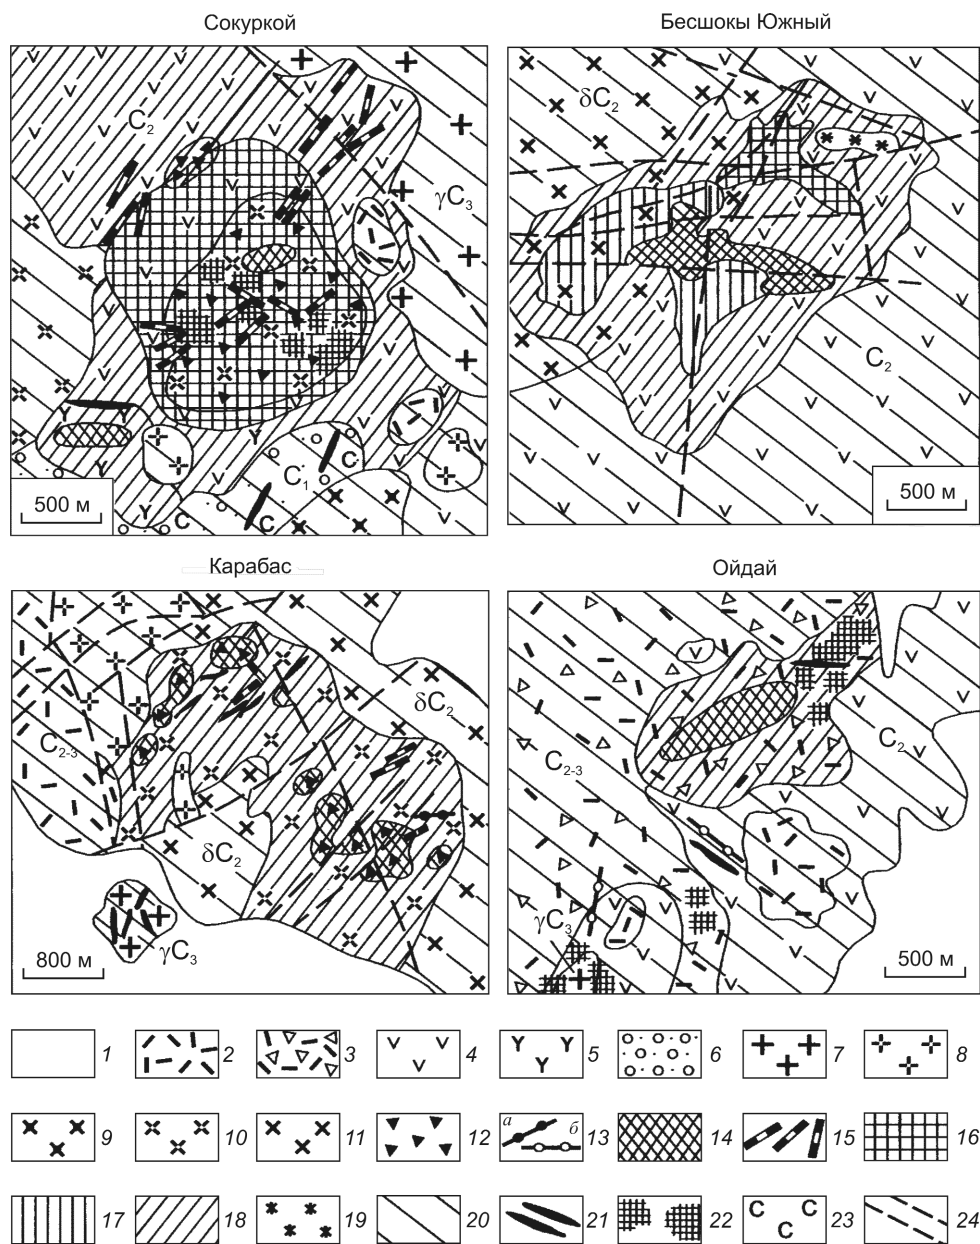 Сокуркой
Бесшокы Южный
C₂
γC₃
C₁
C
C
C
500 м
δC₂
C₂
500 м
Карабас
Ойдай
C₂₋₃
δC₂
δC₂
γC₃
800 м
C₂₋₃
C₂
γC₃
500 м
1 2 3 4 5 6 7 8
9 10 11 12 а б 13 14 15 16
17 18 19 20 21 22 C C C 23 24